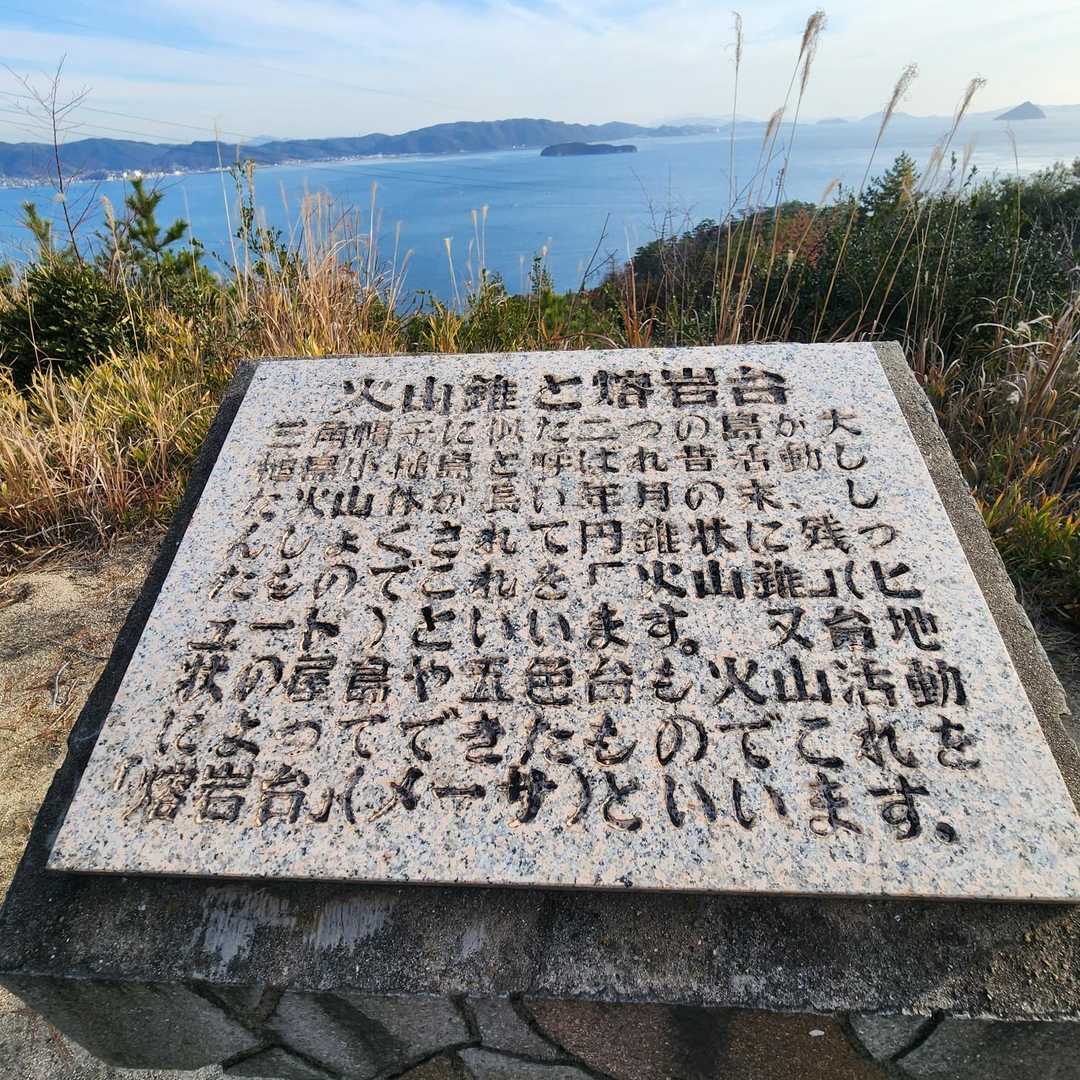 火山錐と熔岩台
三角帽子に似た二つの島が大
槌島小槌島と呼ばれ昔活動し
た火山体が長い年月の末、し
んしょくされて円錐状に残っ
たものでこれを「火山錐」(ビ
ュート)といいます。又台地
状の屋島や五色台も火山活動
によってできたものでこれを
「熔岩台」(メーサ)といいます。